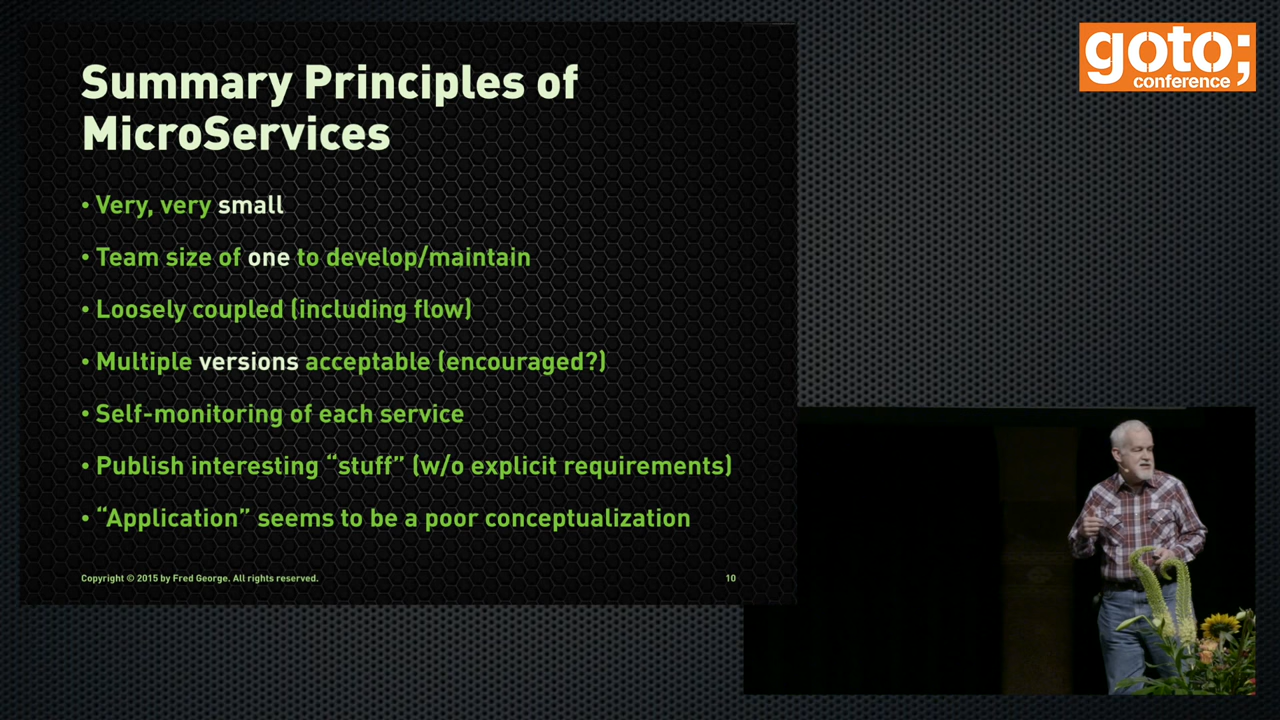 Summary Principles of
MicroServices
• Very, very small
• Team size of one to develop/maintain
• Loosely coupled (including flow)
• Multiple versions acceptable (encouraged?)
• Self-monitoring of each service
• Publish interesting “stuff” (w/o explicit requirements)
• “Application” seems to be a poor conceptualization
Copyright © 2015 by Fred George. All rights reserved.
10
goto;
conference